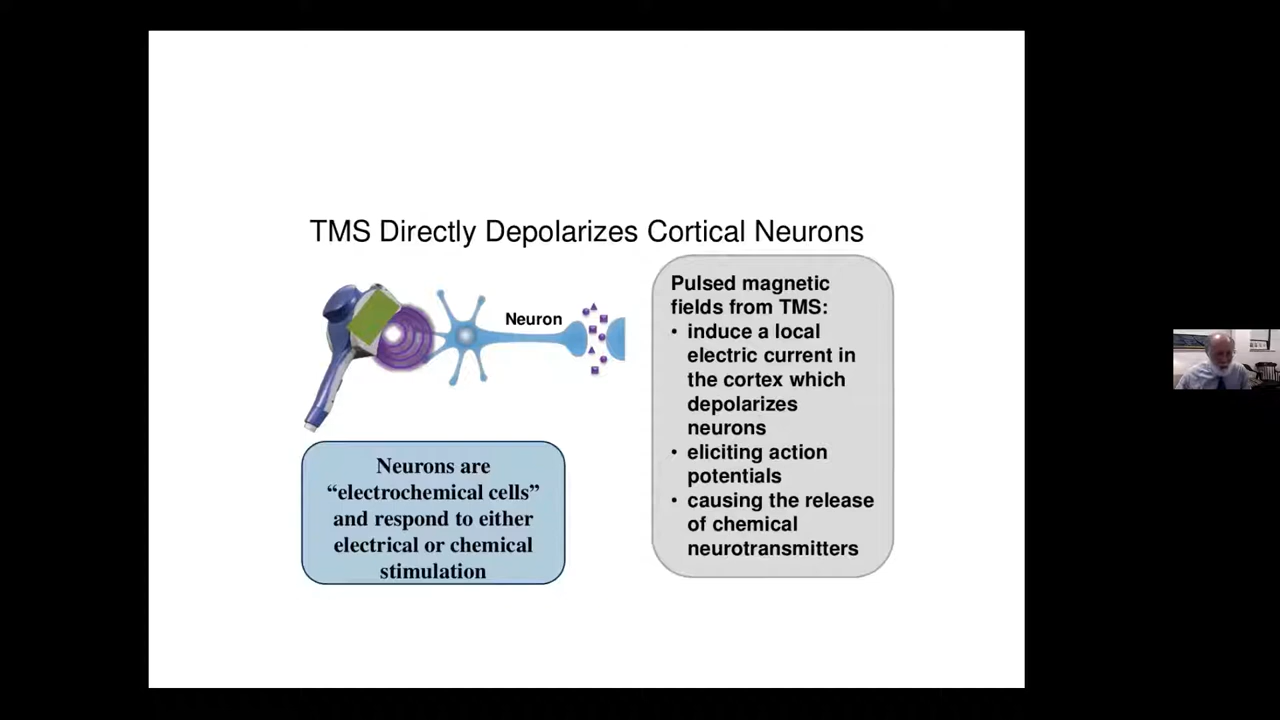 TMS Directly Depolarizes Cortical Neurons
Neuron
Neurons are
“electrochemical cells”
and respond to either
electrical or chemical
stimulation
Pulsed magnetic
fields from TMS:
• induce a local
electric current in
the cortex which
depolarizes
neurons
• eliciting action
potentials
• causing the release
of chemical
neurotransmitters